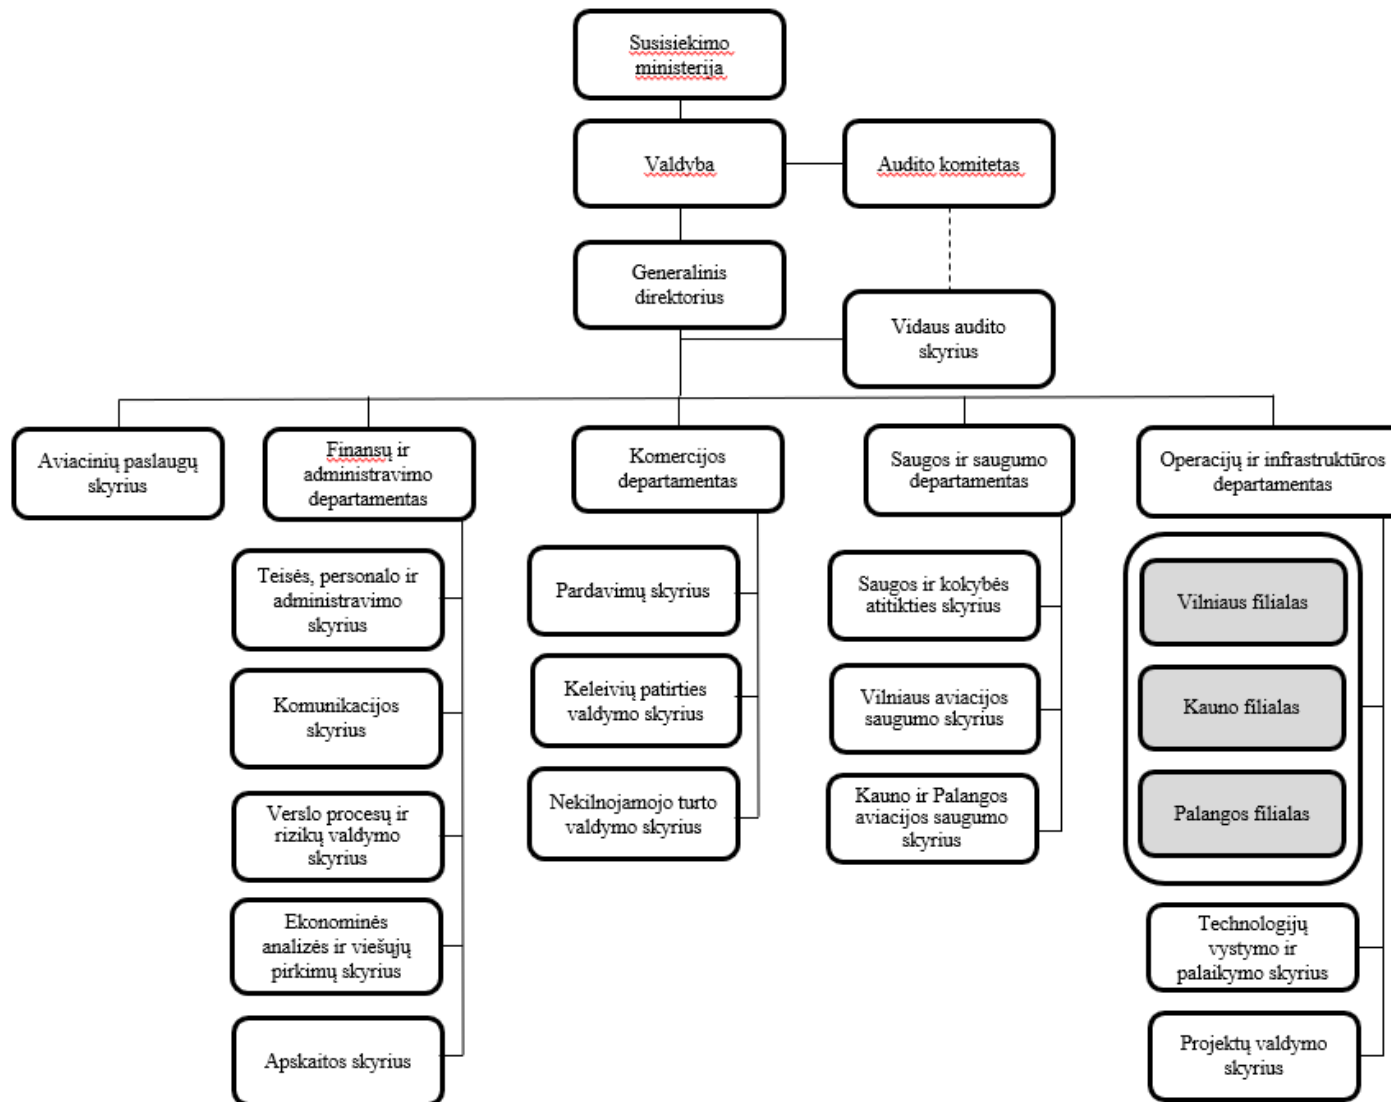 Susisiekimo
ministerija
Valdyba
Audito komitetas
Generalinis
direktorius
Vidaus audito
skyrius
Aviacinių paslaugų
skyrius
Finansų ir
administravimo
departamentas
Komercijos
departamentas
Saugos ir saugumo
departamentas
Operacijų ir infrastruktūros
departamentas
Teisės, personalo ir
administravimo
skyrius
Komunikacijos
skyrius
Verslo procesų ir
rizikų valdymo
skyrius
Ekonominės
analizės ir viešųjų
pirkimų skyrius
Apskaitos skyrius
Pardavimų skyrius
Keleivių patirties
valdymo skyrius
Nekilnojamojo turto
valdymo skyrius
Saugos ir kokybės
atitikties skyrius
Vilniaus aviacijos
saugumo skyrius
Kauno ir Palangos
aviacijos saugumo
skyrius
Vilniaus filialas
Kauno filialas
Palangos filialas
Technologijų
vystymo ir
palaikymo skyrius
Projektų valdymo
skyrius